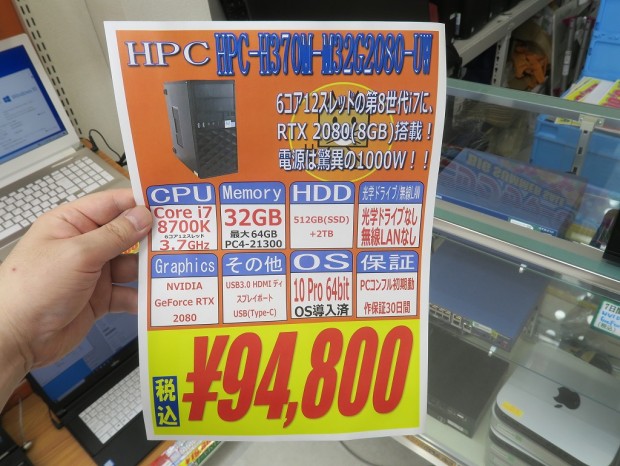 HPC HPC-H370M-M32G2080-UW
6コア12スレッドの第8世代i7に、
RTX 2080(8GB)搭載！
電源は驚異の1000W！！
CPU
Core i7
8700K
6コア12スレッド
3.7GHz
Memory
32GB
最大64GB
PC4-21300
HDD
512GB(SSD)
+2TB
光学ドライブ/無線LAN
光学ドライブなし
無線LANなし
Graphics
NVIDIA
GeForce RTX
2080
その他
USB3.0 HDMI ディ
スプレイポート
USB(Type-C)
OS
10 Pro 64bit
OS導入済
保証
PCコンフル初期動
作保証30日間
税込
¥94,800